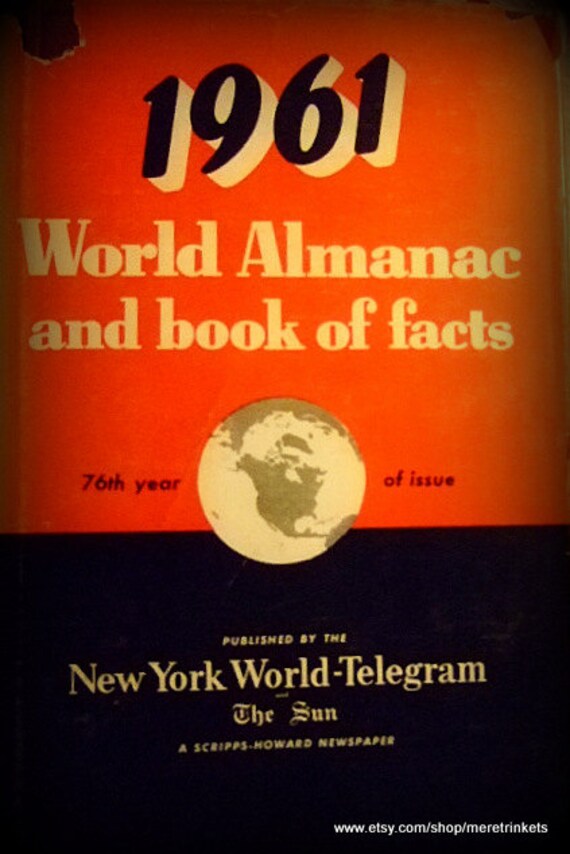 1961
World Almanac
and book of facts
76th year of issue
PUBLISHED BY THE
New York World-Telegram
and
The Sun
A SCRIPPS-HOWARD NEWSPAPER
www.etsy.com/shop/meretrinkets